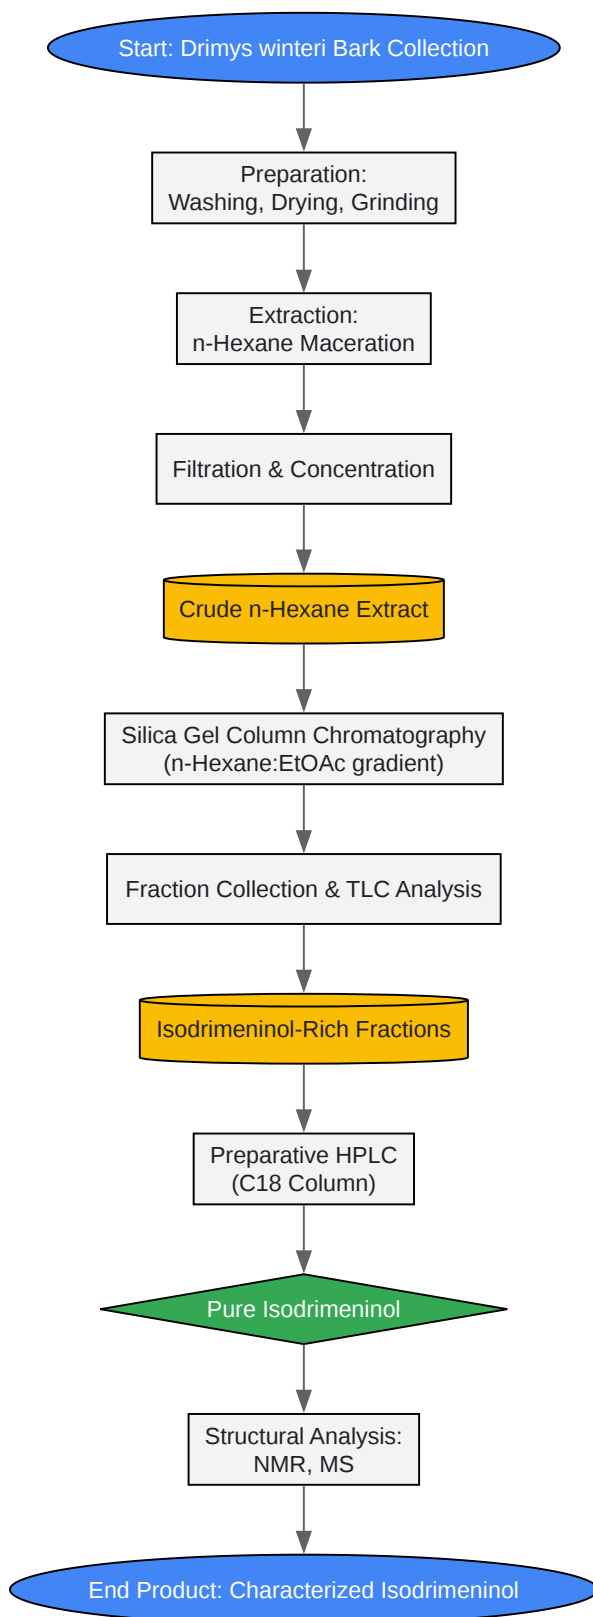 Start: Drimys winteri Bark Collection
Preparation:
Washing, Drying, Grinding
Extraction:
n-Hexane Maceration
Filtration & Concentration
Crude n-Hexane Extract
Silica Gel Column Chromatography
(n-Hexane:EtOAc gradient)
Fraction Collection & TLC Analysis
Isodrimeninol-Rich Fractions
Preparative HPLC
(C18 Column)
Pure Isodrimeninol
Structural Analysis:
NMR, MS
End Product: Characterized Isodrimeninol